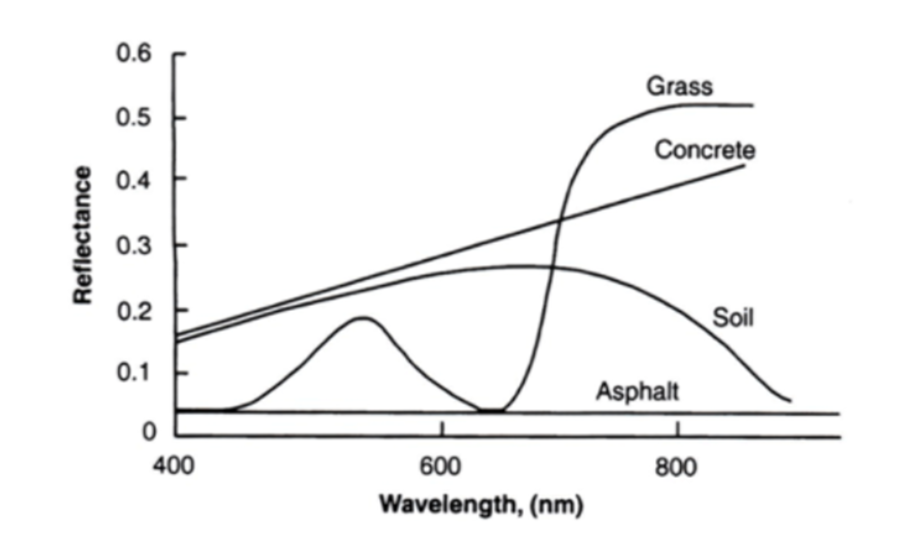 0.6
Grass
0.5
Concrete
0.4
Reflectance
0.3
0.2
Soil
0.1
Asphalt
0
400
600
800
Wavelength, (nm)